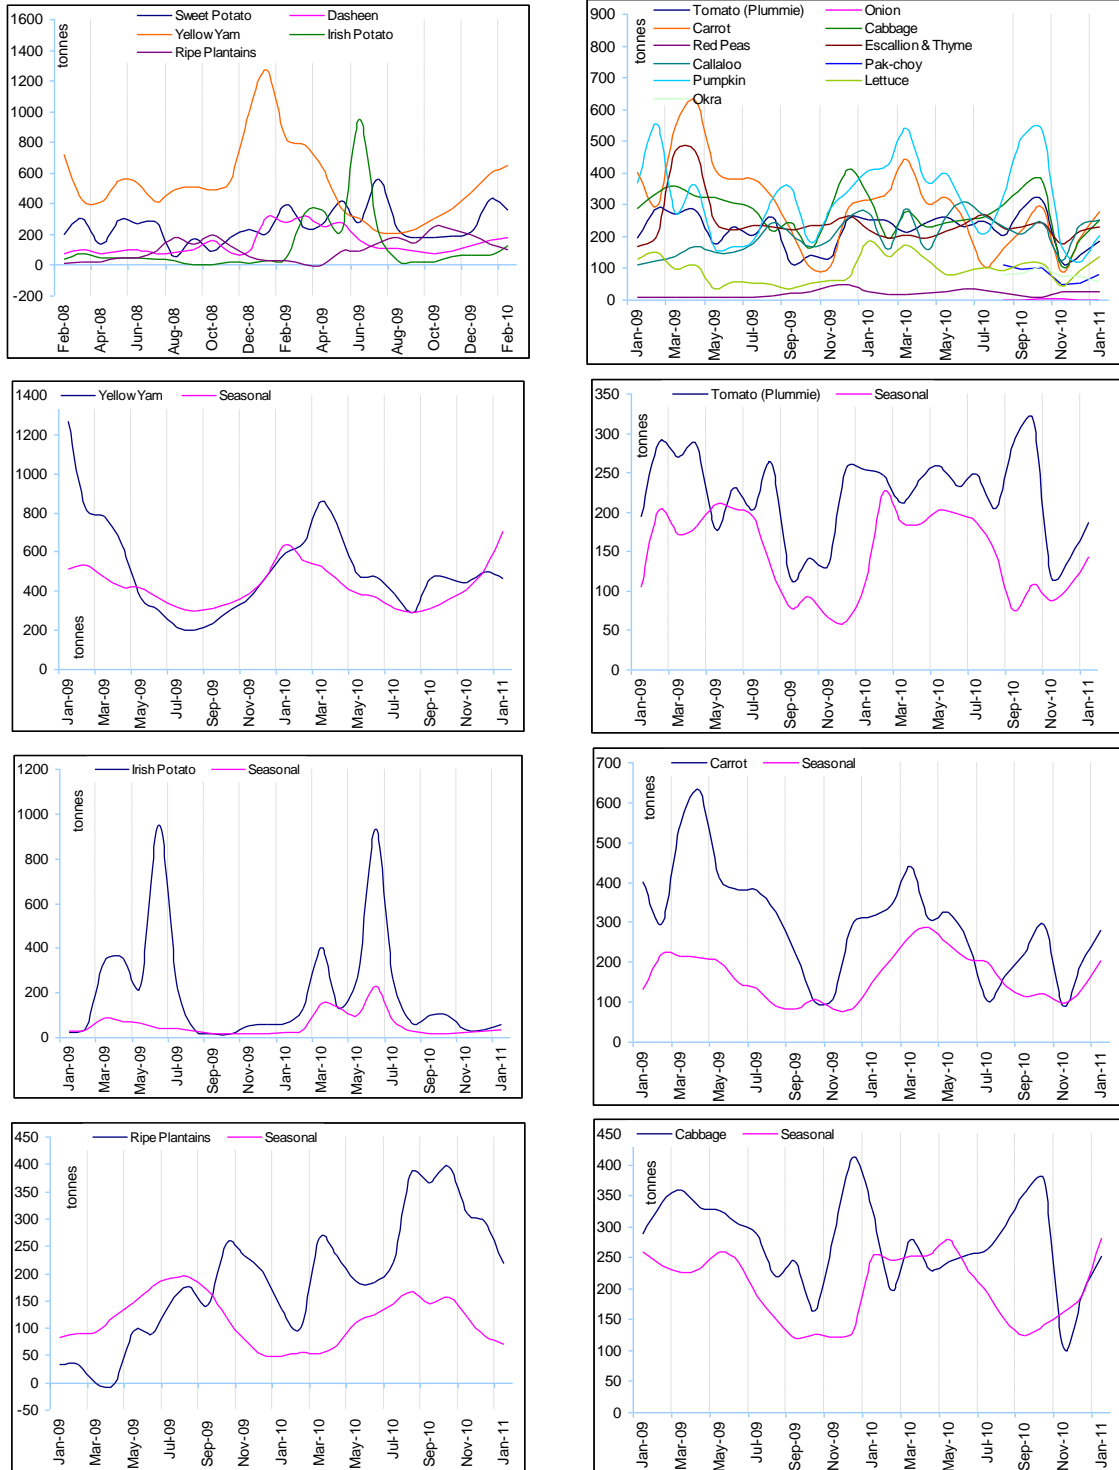 Sweet Potato Dasheen
Yellow Yam Irish Potato
Ripe Plantains
tonnes
1600
1400
1200
1000
800
600
400
200
0
-200
Feb-08 Apr-08 Jun-08 Aug-08 Oct-08 Dec-08 Feb-09 Apr-09 Jun-09 Aug-09 Oct-09 Dec-09 Feb-10
Tomato (Plummie) Onion
Carrot Cabbage
Red Peas Escallion & Thyme
Callaloo Pak-choy
Pumpkin Lettuce
Okra
tonnes
900
800
700
600
500
400
300
200
100
0
Jan-09 Mar-09 May-09 Jul-09 Sep-09 Nov-09 Jan-10 Mar-10 May-10 Jul-10 Sep-10 Nov-10 Jan-11
Yellow Yam Seasonal
1400
1200
1000
800
600
400
200
0
tonnes
Jan-09 Mar-09 May-09 Jul-09 Sep-09 Nov-09 Jan-10 Mar-10 May-10 Jul-10 Sep-10 Nov-10 Jan-11
Tomato (Plummie) Seasonal
tonnes
350
300
250
200
150
100
50
0
Jan-09 Mar-09 May-09 Jul-09 Sep-09 Nov-09 Jan-10 Mar-10 May-10 Jul-10 Sep-10 Nov-10 Jan-11
Irish Potato Seasonal
tonnes
1200
1000
800
600
400
200
0
Jan-09 Mar-09 May-09 Jul-09 Sep-09 Nov-09 Jan-10 Mar-10 May-10 Jul-10 Sep-10 Nov-10 Jan-11
Carrot Seasonal
tonnes
700
600
500
400
300
200
100
0
Jan-09 Mar-09 May-09 Jul-09 Sep-09 Nov-09 Jan-10 Mar-10 May-10 Jul-10 Sep-10 Nov-10 Jan-11
Ripe Plantains Seasonal
tonnes
450
400
350
300
250
200
150
100
50
0
-50
Jan-09 Mar-09 May-09 Jul-09 Sep-09 Nov-09 Jan-10 Mar-10 May-10 Jul-10 Sep-10 Nov-10 Jan-11
Cabbage Seasonal
tonnes
450
400
350
300
250
200
150
100
50
0
Jan-09 Mar-09 May-09 Jul-09 Sep-09 Nov-09 Jan-10 Mar-10 May-10 Jul-10 Sep-10 Nov-10 Jan-11